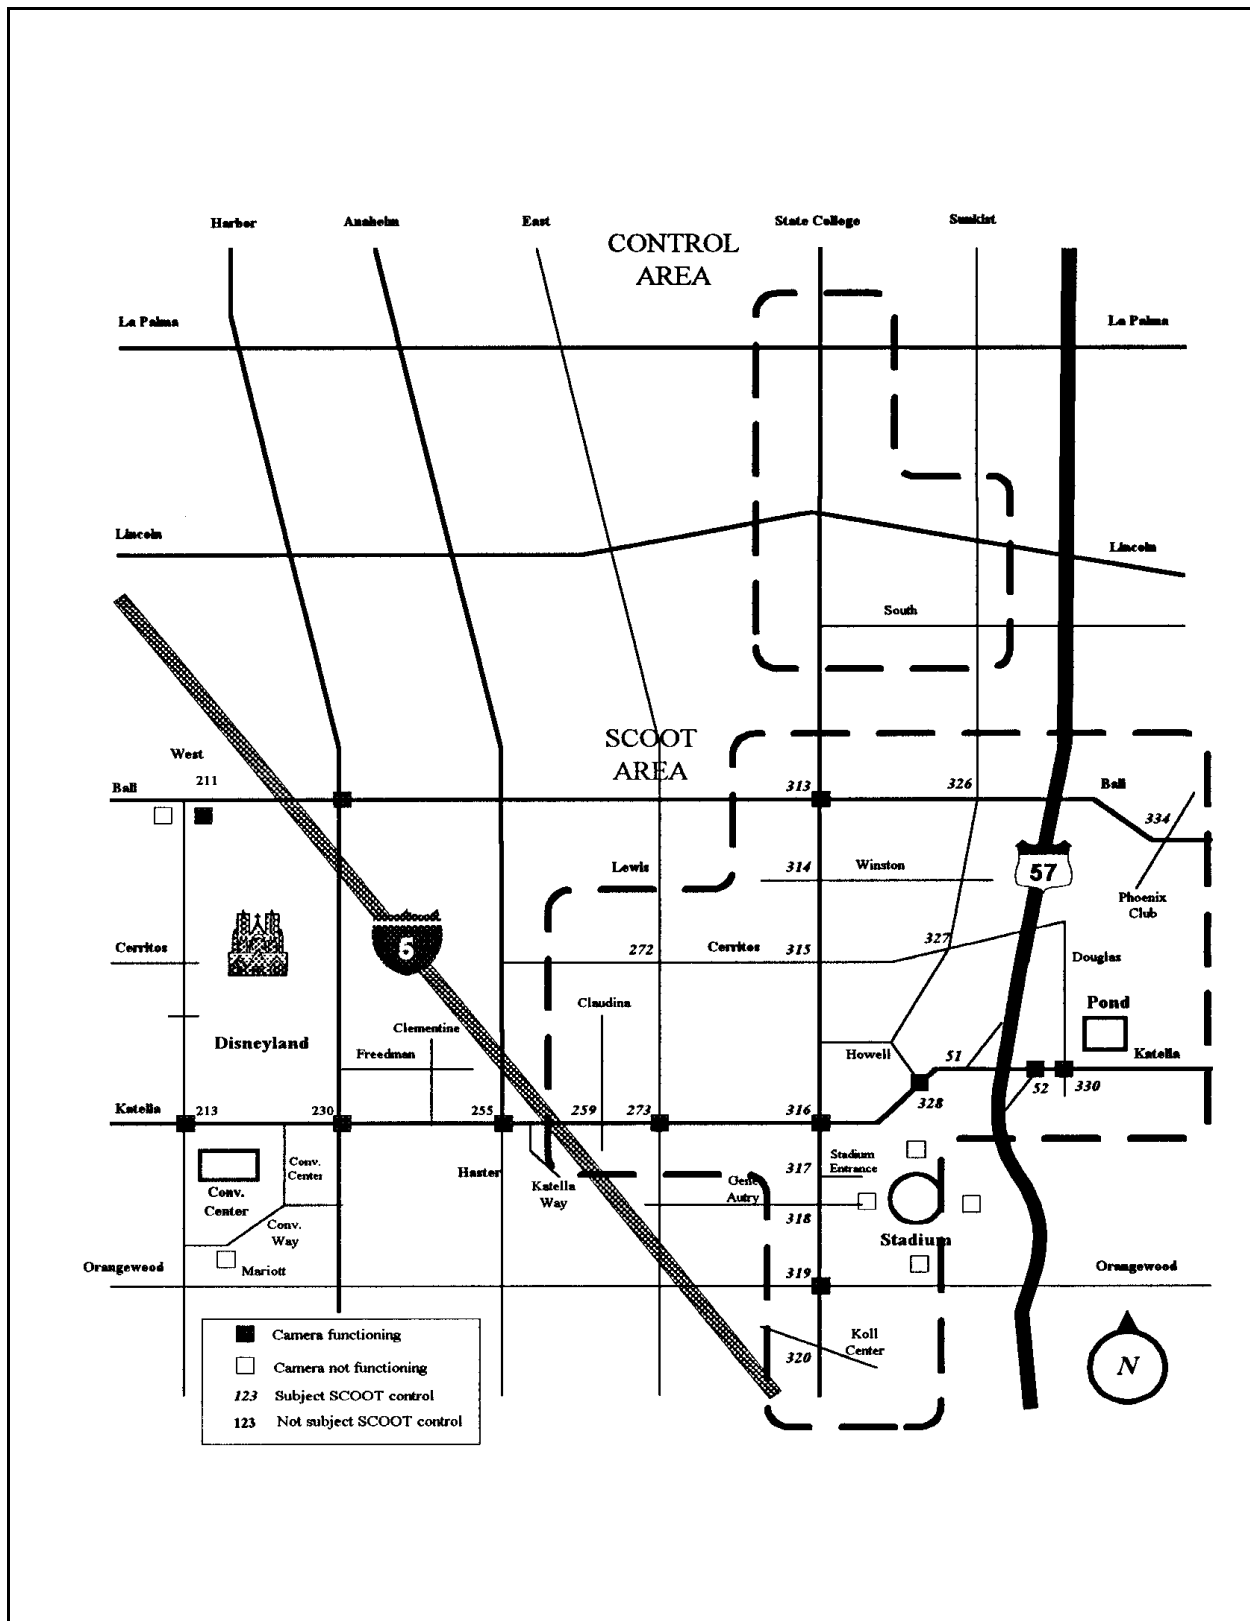 Harbor
Anaheim
East
State College
Sunkist
CONTROL
AREA
La Palma
La Palma
Lincoln
Lincoln
South
SCOOT
AREA
West
211
Ball
313
326
Ball
334
Lewis
314
Winston
57
Phoenix
Club
Cerritos
5
272
Cerritos
315
327
Douglas
Claudina
Pond
Disneyland
Clementine
Freedman
Howell
51
Katella
52
330
328
Katella
213
230
255
259
273
316
Conv.
Center
Conv.
Center
Haster
Katella
Way
317
Stadium
Entrance
Gene
Autry
318
Conv.
Way
Stadium
Orangewood
Mariott
319
Orangewood
Koll
Center
320
N
Camera functioning
Camera not functioning
123 Subject SCOOT control
123 Not subject SCOOT control